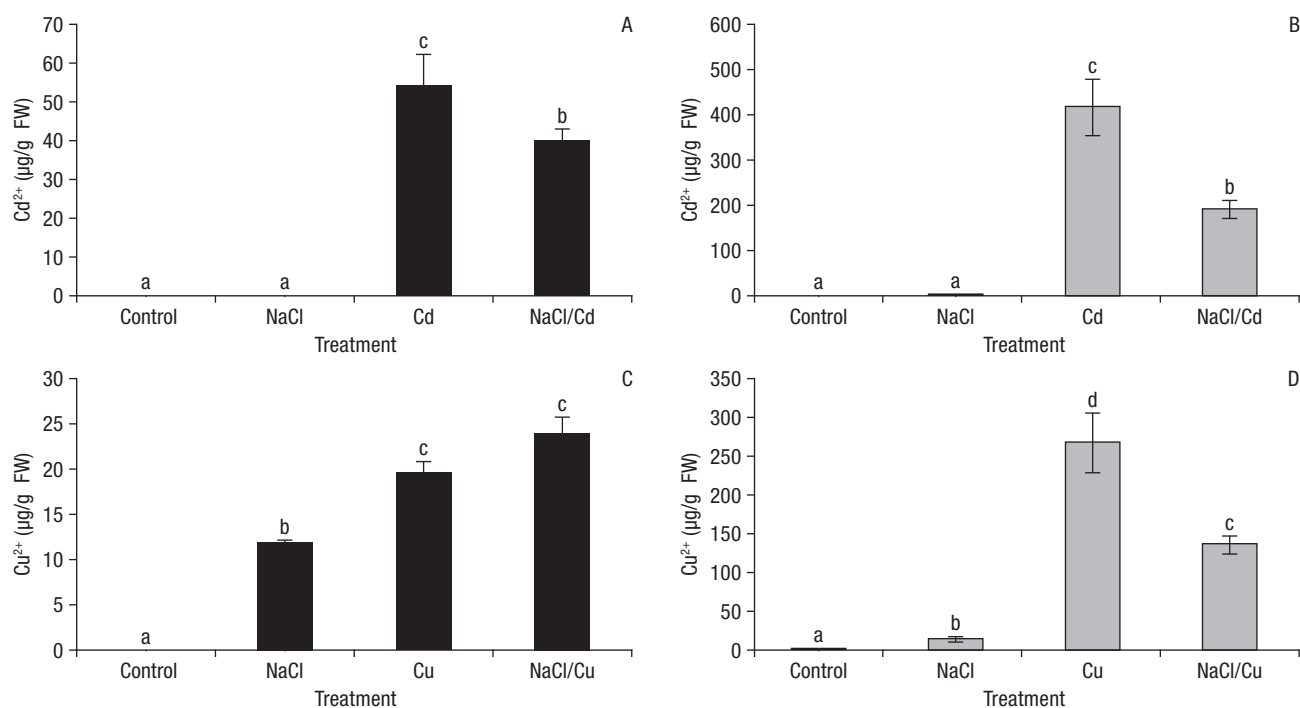 A
Cd²⁺ (µg/g FW)
70
60
50
40
30
20
10
0
a
a
c
b
Control
NaCl
Cd
NaCl/Cd
Treatment
B
Cd²⁺ (µg/g FW)
600
500
400
300
200
100
0
a
a
c
b
Control
NaCl
Cd
NaCl/Cd
Treatment
C
Cu²⁺ (µg/g FW)
30
25
20
15
10
5
0
a
b
c
c
Control
NaCl
Cu
NaCl/Cu
Treatment
D
Cu²⁺ (µg/g FW)
350
300
250
200
150
100
50
0
a
b
d
c
Control
NaCl
Cu
NaCl/Cu
Treatment